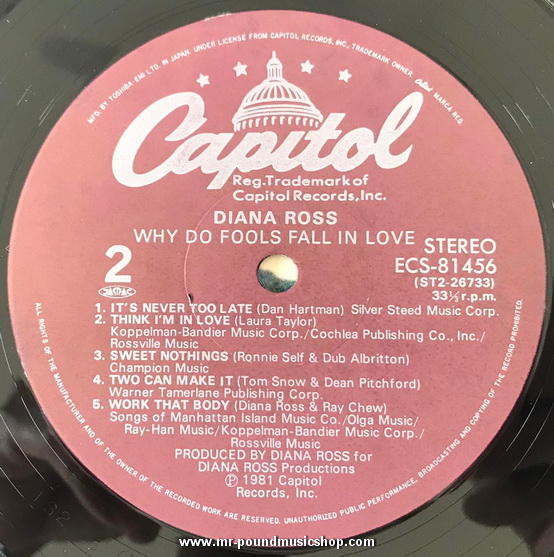 MFD. BY TOSHIBA-EMI LTD. IN JAPAN. UNDER LICENSE FROM CAPITOL RECORDS, INC., TRADEMARK OWNER. Capitol MARCA REG.
Capitol
Reg.Trademark of
Capitol Records,Inc.
DIANA ROSS
WHY DO FOOLS FALL IN LOVE
2
JASRAC
STEREO
ECS-81456
(ST2-26733)
33⅓r.p.m.
1. IT'S NEVER TOO LATE (Dan Hartman) Silver Steed Music Corp.
2. THINK I'M IN LOVE (Laura Taylor)
Koppelman-Bandier Music Corp./Cochlea Publishing Co., Inc./
Rossville Music
3. SWEET NOTHINGS (Ronnie Self & Dub Albritton)
Champion Music
4. TWO CAN MAKE IT (Tom Snow & Dean Pitchford)
Warner Tamerlane Publishing Corp.
5. WORK THAT BODY (Diana Ross & Ray Chew)
Songs of Manhattan Island Music Co./Olga Music/
Ray-Han Music/Koppelman-Bandier Music Corp./
Rossville Music
PRODUCED BY DIANA ROSS for
DIANA ROSS Productions
Ⓟ 1981 Capitol
Records, Inc.
ALL RIGHTS OF THE MANUFACTURER AND OF THE OWNER OF THE RECORDED WORK ARE RESERVED. UNAUTHORIZED PUBLIC PERFORMANCE, BROADCASTING AND COPYING OF THE RECORD PROHIBITED.
132
www.mr-poundmusicshop.com